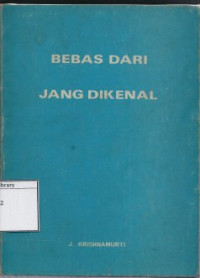 BEBAS DARI
JANG DIKENAL
J. KRISHNAMURTI